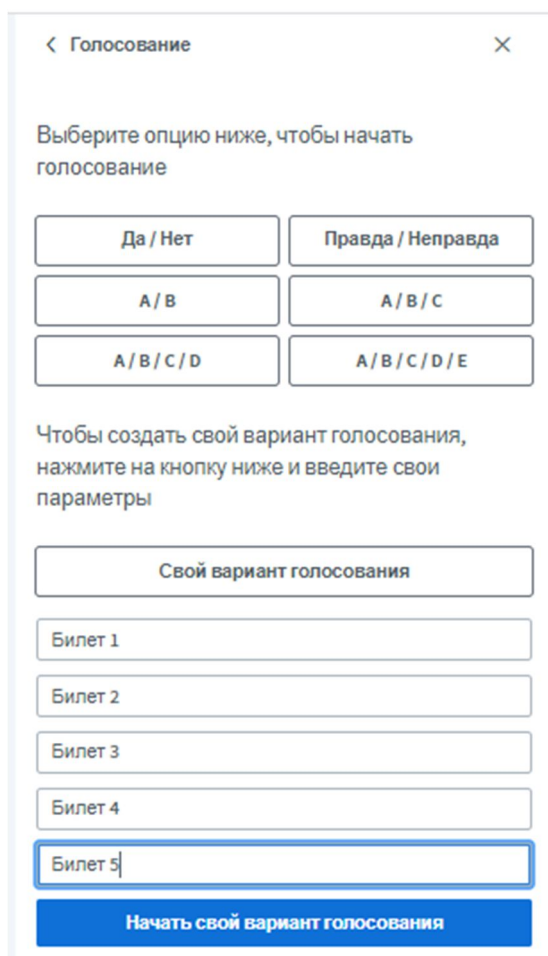 Голосование
Выберите опцию ниже, чтобы начать
голосование
Да / Нет
Правда / Неправда
A / B
A / B / C
A / B / C / D
A / B / C / D / E
Чтобы создать свой вариант голосования,
нажмите на кнопку ниже и введите свои
параметры
Свой вариант голосования
Билет 1
Билет 2
Билет 3
Билет 4
Билет 5
Начать свой вариант голосования